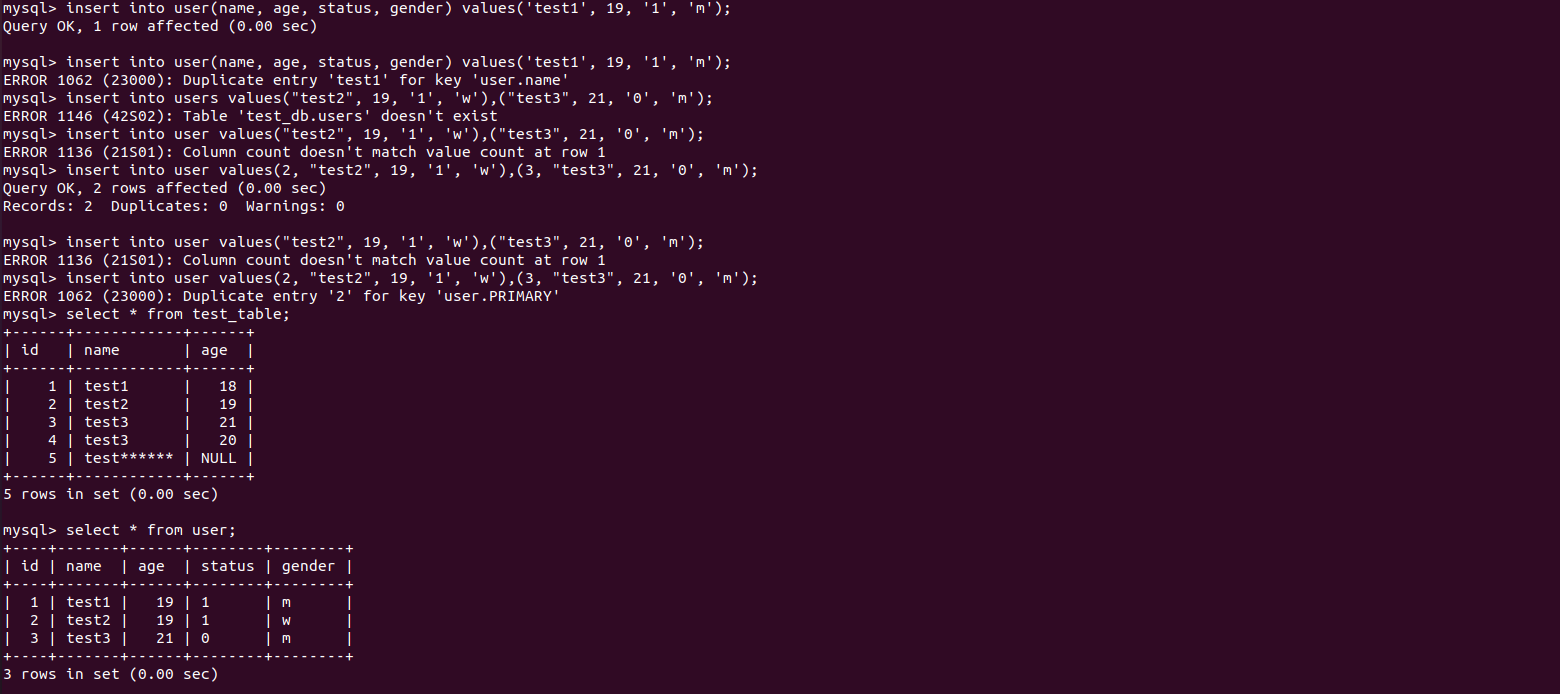 mysql> insert into user(name, age, status, gender) values('test1', 19, '1', 'm');
Query OK, 1 row affected (0.00 sec)

mysql> insert into user(name, age, status, gender) values('test1', 19, '1', 'm');
ERROR 1062 (23000): Duplicate entry 'test1' for key 'user.name'
mysql> insert into users values("test2", 19, '1', 'w'),("test3", 21, '0', 'm');
ERROR 1146 (42S02): Table 'test_db.users' doesn't exist
mysql> insert into user values("test2", 19, '1', 'w'),("test3", 21, '0', 'm');
ERROR 1136 (21S01): Column count doesn't match value count at row 1
mysql> insert into user values(2, "test2", 19, '1', 'w'),(3, "test3", 21, '0', 'm');
Query OK, 2 rows affected (0.00 sec)
Records: 2  Duplicates: 0  Warnings: 0

mysql> insert into user values("test2", 19, '1', 'w'),("test3", 21, '0', 'm');
ERROR 1136 (21S01): Column count doesn't match value count at row 1
mysql> insert into user values(2, "test2", 19, '1', 'w'),(3, "test3", 21, '0', 'm');
ERROR 1062 (23000): Duplicate entry '2' for key 'user.PRIMARY'
mysql> select * from test_table;
+------+------------+------+
| id   | name       | age  |
+------+------------+------+
|    1 | test1      |   18 |
|    2 | test2      |   19 |
|    3 | test3      |   21 |
|    4 | test3      |   20 |
|    5 | test****** | NULL |
+------+------------+------+
5 rows in set (0.00 sec)

mysql> select * from user;
+----+-------+------+--------+--------+
| id | name  | age  | status | gender |
+----+-------+------+--------+--------+
|  1 | test1 |   19 | 1      | m      |
|  2 | test2 |   19 | 1      | w      |
|  3 | test3 |   21 | 0      | m      |
+----+-------+------+--------+--------+
3 rows in set (0.00 sec)